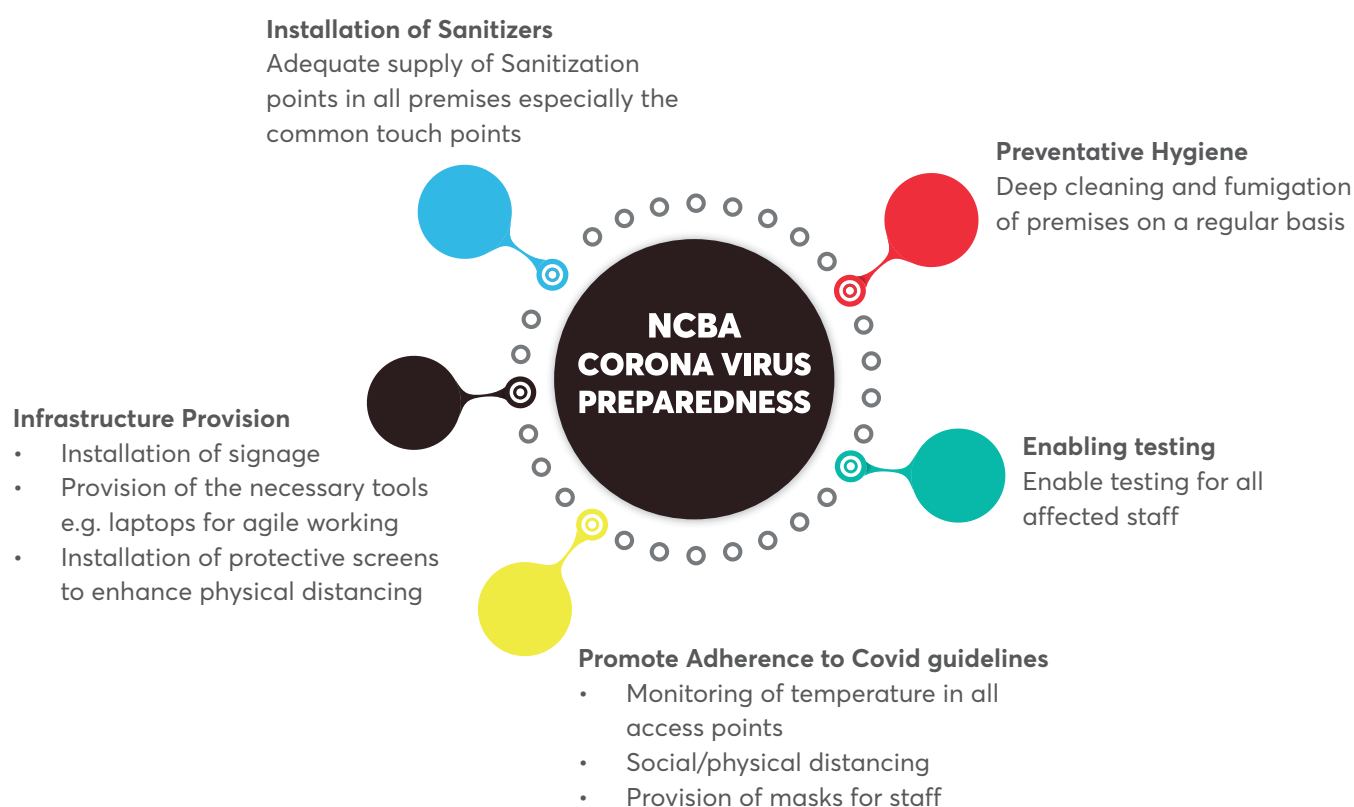 Installation of Sanitizers
Adequate supply of Sanitization
points in all premises especially the
common touch points
Preventative Hygiene
Deep cleaning and fumigation
of premises on a regular basis
NCBA
CORONA VIRUS
PREPAREDNESS
Infrastructure Provision
• Installation of signage
• Provision of the necessary tools
e.g. laptops for agile working
• Installation of protective screens
to enhance physical distancing
Enabling testing
Enable testing for all
affected staff
Promote Adherence to Covid guidelines
• Monitoring of temperature in all
access points
• Social/physical distancing
• Provision of masks for staff